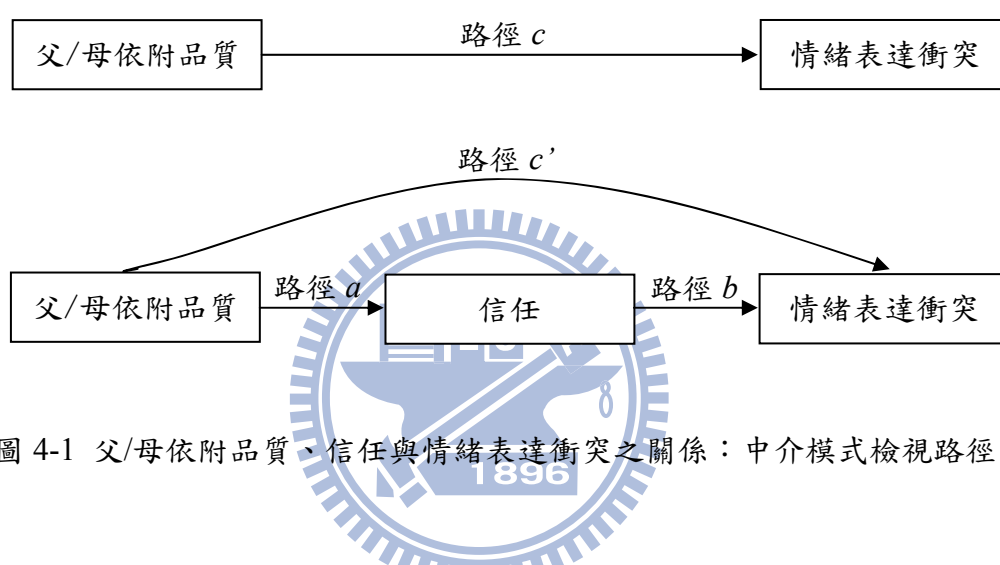 路徑 c
父/母依附品質
情緒表達衝突
路徑 c’
父/母依附品質
路徑 a
信任
路徑 b
情緒表達衝突
圖 4-1 父/母依附品質、信任與情緒表達衝突之關係：中介模式檢視路徑
1896